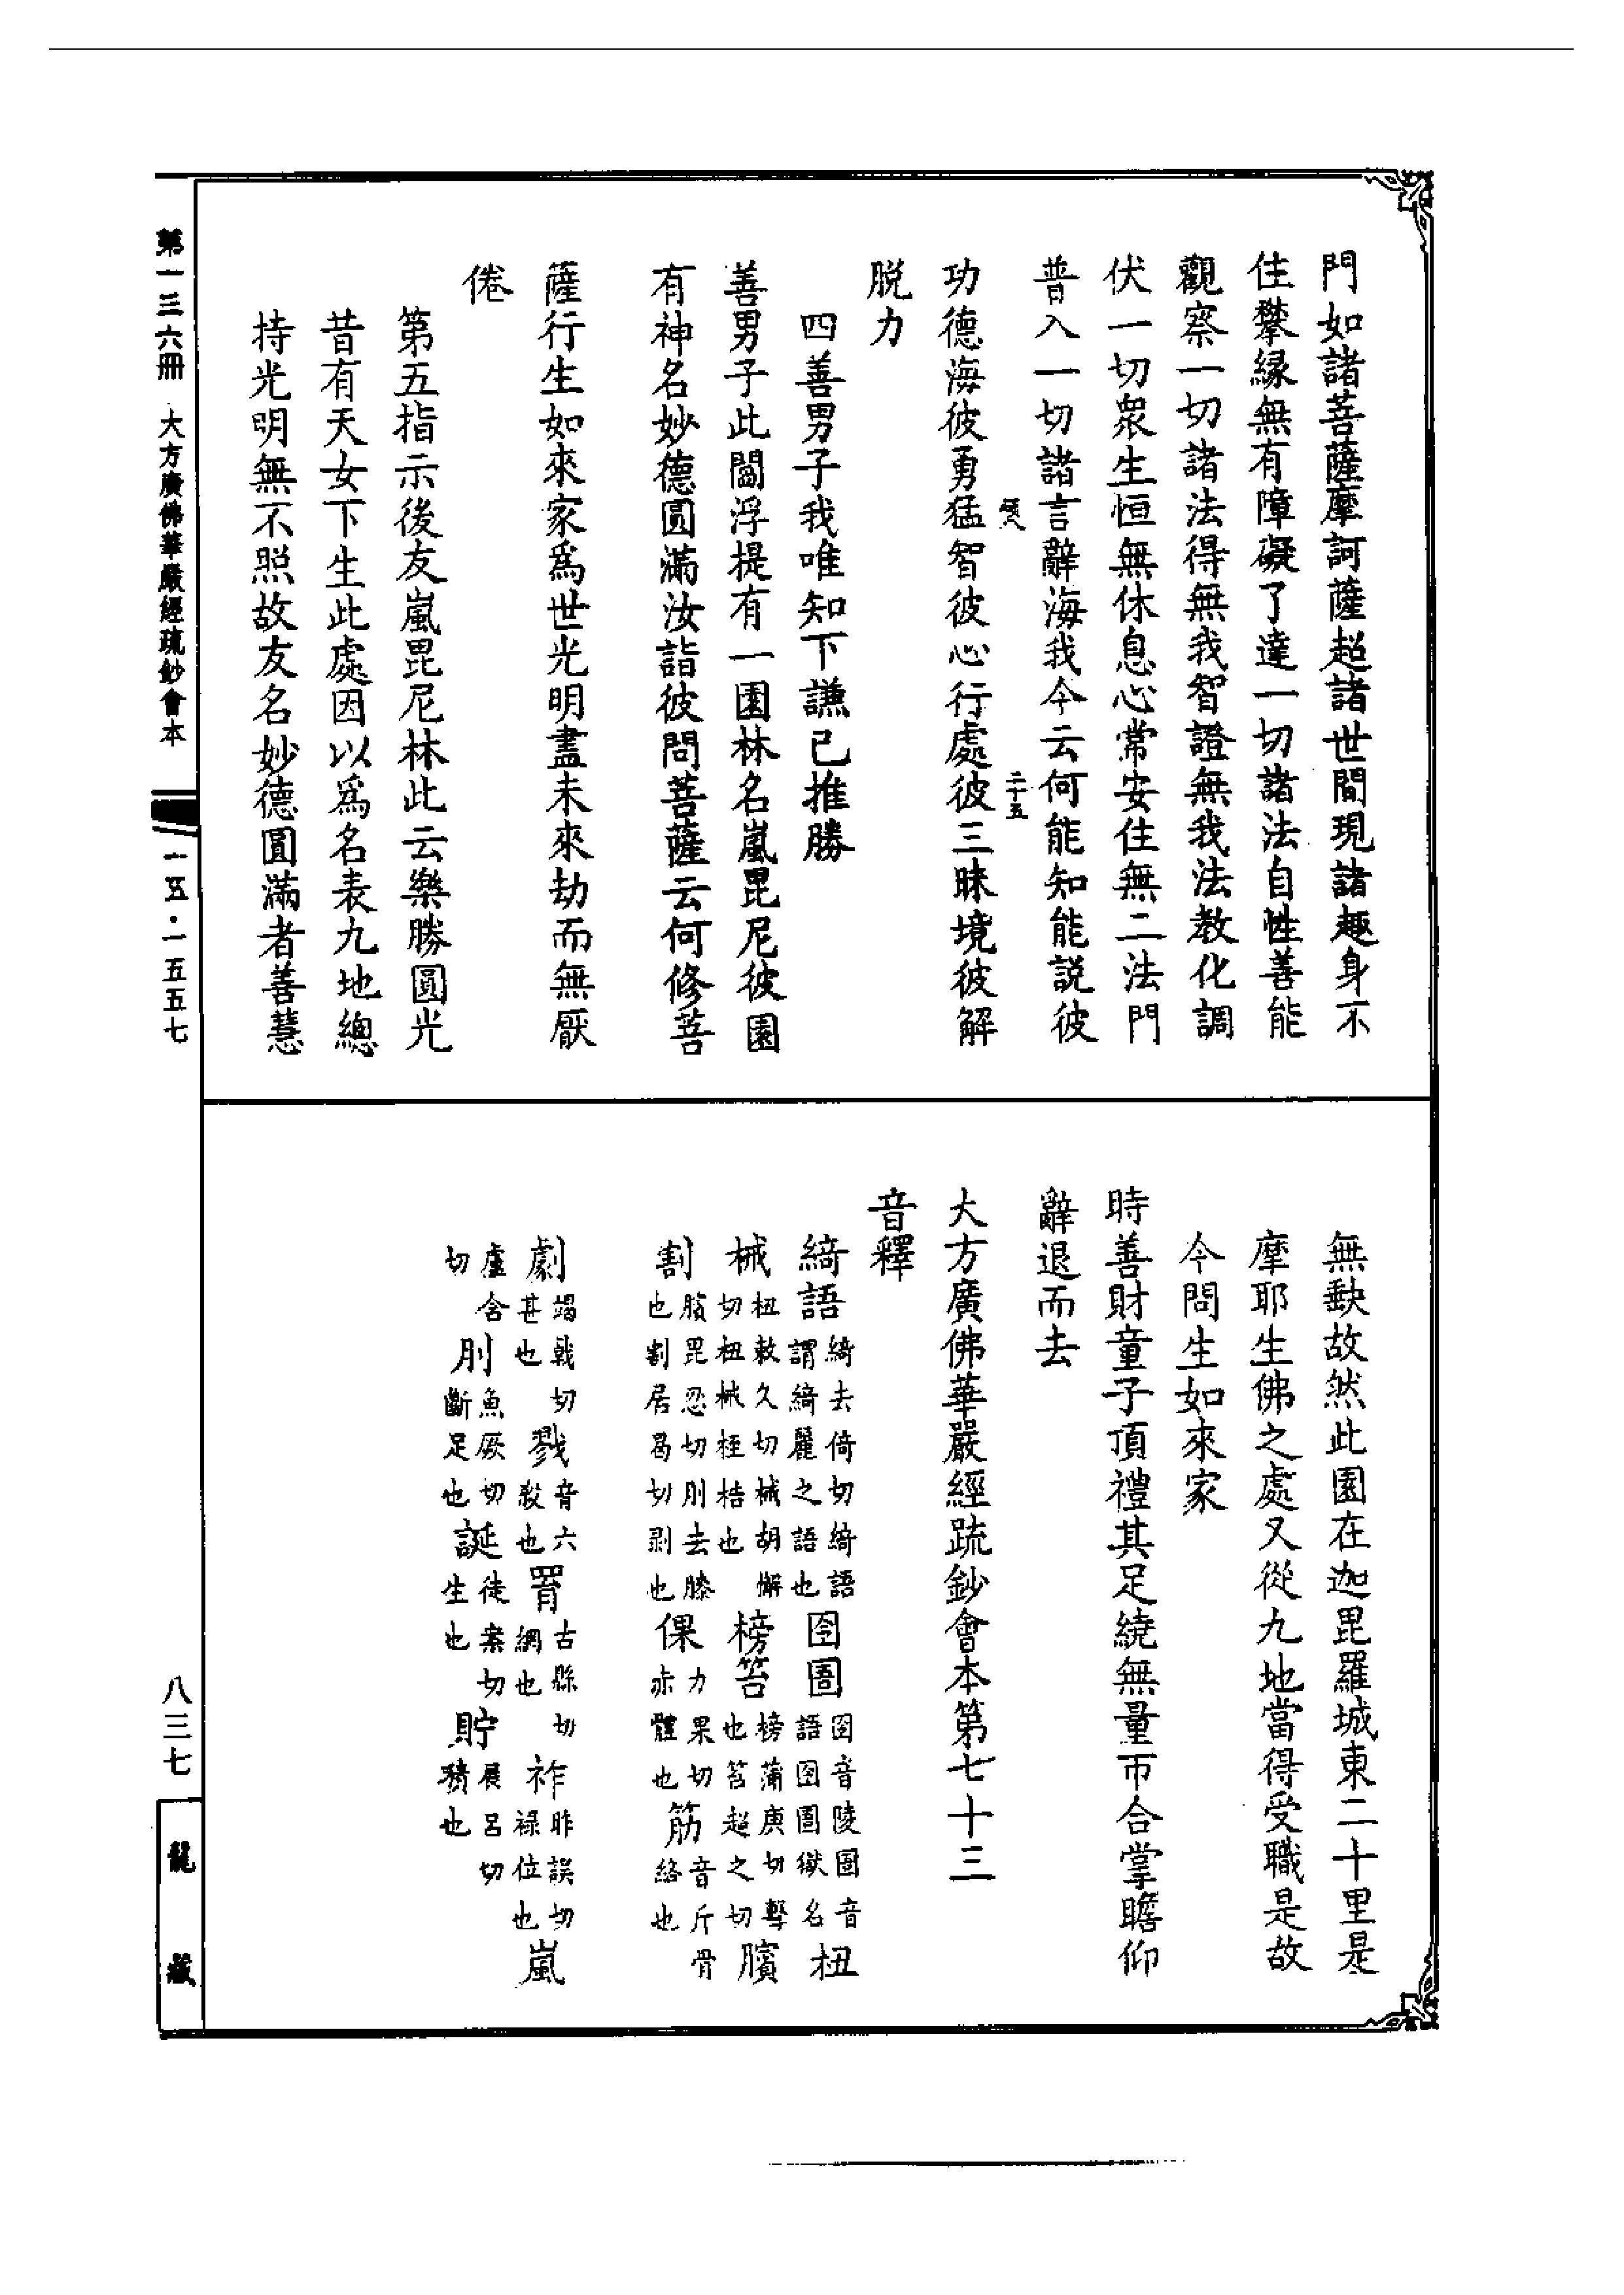 門如諸菩薩摩訶薩超諸世間現諸趣身不
住攀緣無有障礙了達一切諸法自性善能
觀察一切諸法得無我智證無我法教化調
伏一切眾生恒無休息心常安住無二法門
普入一切諸言辭海我今云何能知能說彼
二十五
功德海彼勇猛智彼心行處彼三昧境彼解
脫力
四善男子我唯知下謙已推勝
善男子此閻浮提有一園林名嵐毘尼彼園
有神名妙德圓滿汝詣彼問菩薩云何修菩
薩行生如來家爲世光明盡未來劫而無厭
倦
第五指示後友嵐毘尼林此云樂勝圓光
昔有天女下生此處因以爲名表九地總
持光明無不照故友名妙德圓滿者善慧
無缺故然此園在迦毘羅城東二十里是
摩耶生佛之處又從九地當得受職是故
今問生如來家
時善財童子頂禮其足繞無量帀合掌瞻仰
辭退而去
大方廣佛華嚴經疏鈔會本第七十三
音釋
綺語 綺去倚切綺語謂綺麗之語也 囹圄 囹音陵圄音語囹圄獄名 杻
械 杻敕久切械胡懈切杻械桎梏也 榜笞 榜蒲庚切擊也笞超之切 臏
割 臏毘忍切刖去膝也割居曷切剥也 倮 力果切赤體也 筋 音斤骨絡也
劇 竭戟切甚也 戮 音六殺也 罥 古縣切網也 祚 昨誤切祿位也 嵐
盧含切 刖 魚厥切斷足也 誕 徒案切生也 貯 展呂切積也
第一三六冊 大方廣佛華嚴經疏鈔會本
一五·一五五七
八三七
龍藏